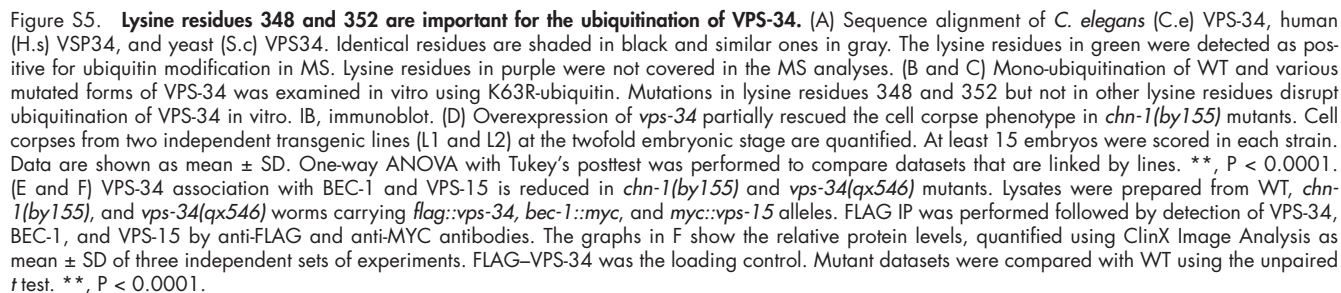 Figure S5. Lysine residues 348 and 352 are important for the ubiquitination of VPS-34. (A) Sequence alignment of C. elegans (C.e) VPS-34, human
(H.s) VSP34, and yeast (S.c) VPS34. Identical residues are shaded in black and similar ones in gray. The lysine residues in green were detected as pos-
itive for ubiquitin modification in MS. Lysine residues in purple were not covered in the MS analyses. (B and C) Mono-ubiquitination of WT and various
mutated forms of VPS-34 was examined in vitro using K63R-ubiquitin. Mutations in lysine residues 348 and 352 but not in other lysine residues disrupt
ubiquitination of VPS-34 in vitro. IB, immunoblot. (D) Overexpression of vps-34 partially rescued the cell corpse phenotype in chn-1(by155) mutants. Cell
corpses from two independent transgenic lines (L1 and L2) at the twofold embryonic stage are quantified. At least 15 embryos were scored in each strain.
Data are shown as mean ± SD. One-way ANOVA with Tukey's posttest was performed to compare datasets that are linked by lines. **, P < 0.0001.
(E and F) VPS-34 association with BEC-1 and VPS-15 is reduced in chn-1(by155) and vps-34(qx546) mutants. Lysates were prepared from WT, chn-
1(by155), and vps-34(qx546) worms carrying flag::vps-34, bec-1::myc, and myc::vps-15 alleles. FLAG IP was performed followed by detection of VPS-34,
BEC-1, and VPS-15 by anti-FLAG and anti-MYC antibodies. The graphs in F show the relative protein levels, quantified using ClinX Image Analysis as
mean ± SD of three independent sets of experiments. FLAG–VPS-34 was the loading control. Mutant datasets were compared with WT using the unpaired
t test. **, P < 0.0001.